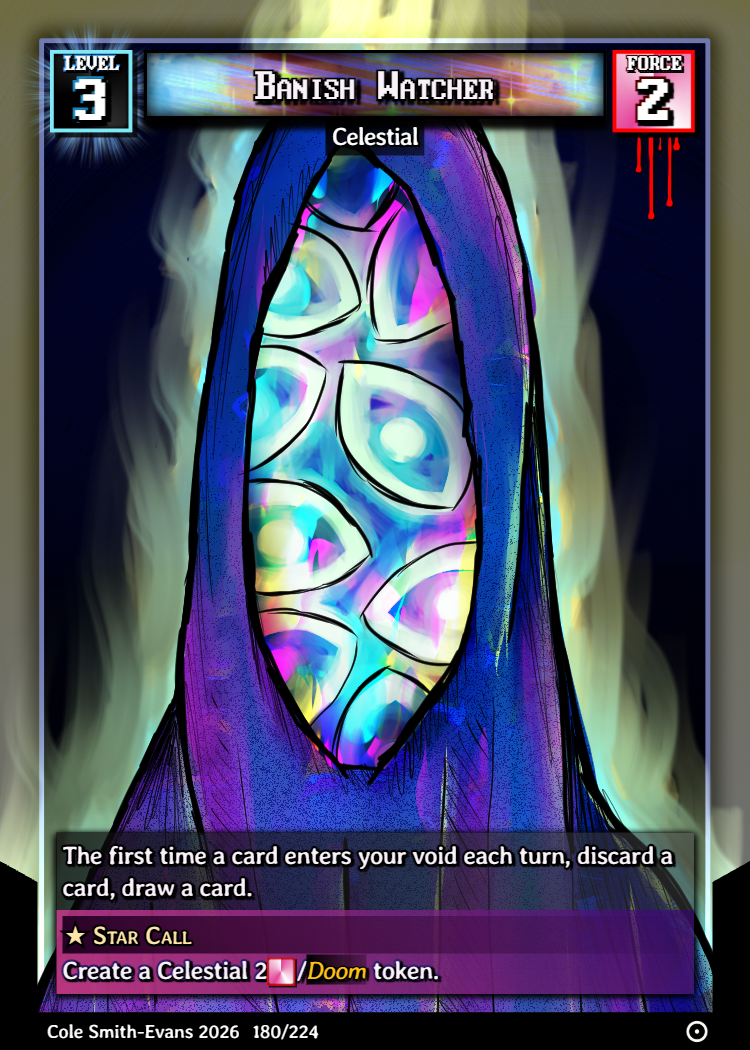 LEVEL
3
BANISH WATCHER
FORCE
2
Celestial
The first time a card enters your void each turn, discard a
card, draw a card.
★ STAR CALL
Create a Celestial 2/Doom token.
Cole Smith-Evans 2026 180/224